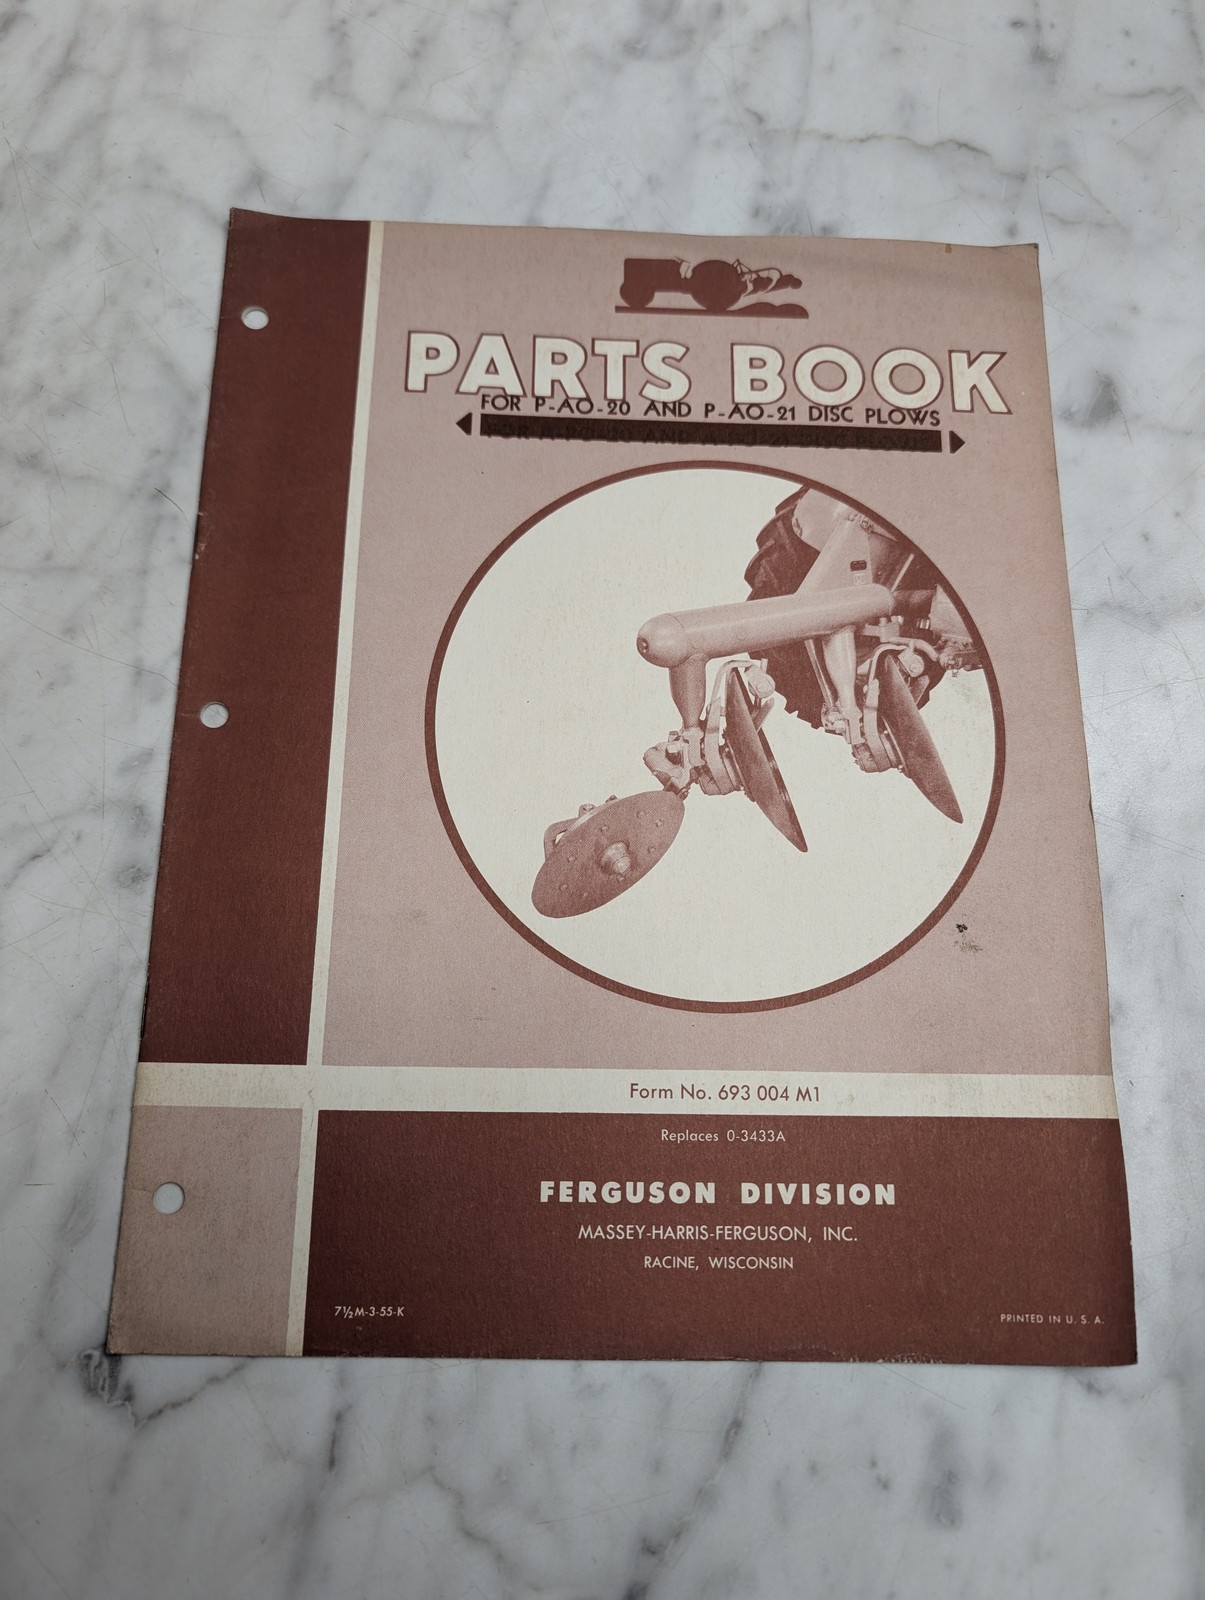 PARTS BOOK
FOR P-AO-20 AND P-AO-21 DISC PLOWS
Form No. 693 004 M1
Replaces 0-3433A
FERGUSON DIVISION
MASSEY-HARRIS-FERGUSON, INC.
RACINE, WISCONSIN
7½M-3-55-K
PRINTED IN U. S. A.